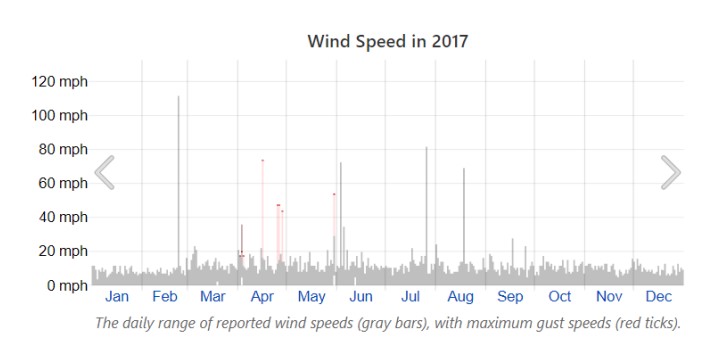 Wind Speed in 2017
120 mph
100 mph
80 mph
60 mph
40 mph
20 mph
0 mph
Jan Feb Mar Apr May Jun Jul Aug Sep Oct Nov Dec
The daily range of reported wind speeds (gray bars), with maximum gust speeds (red ticks).